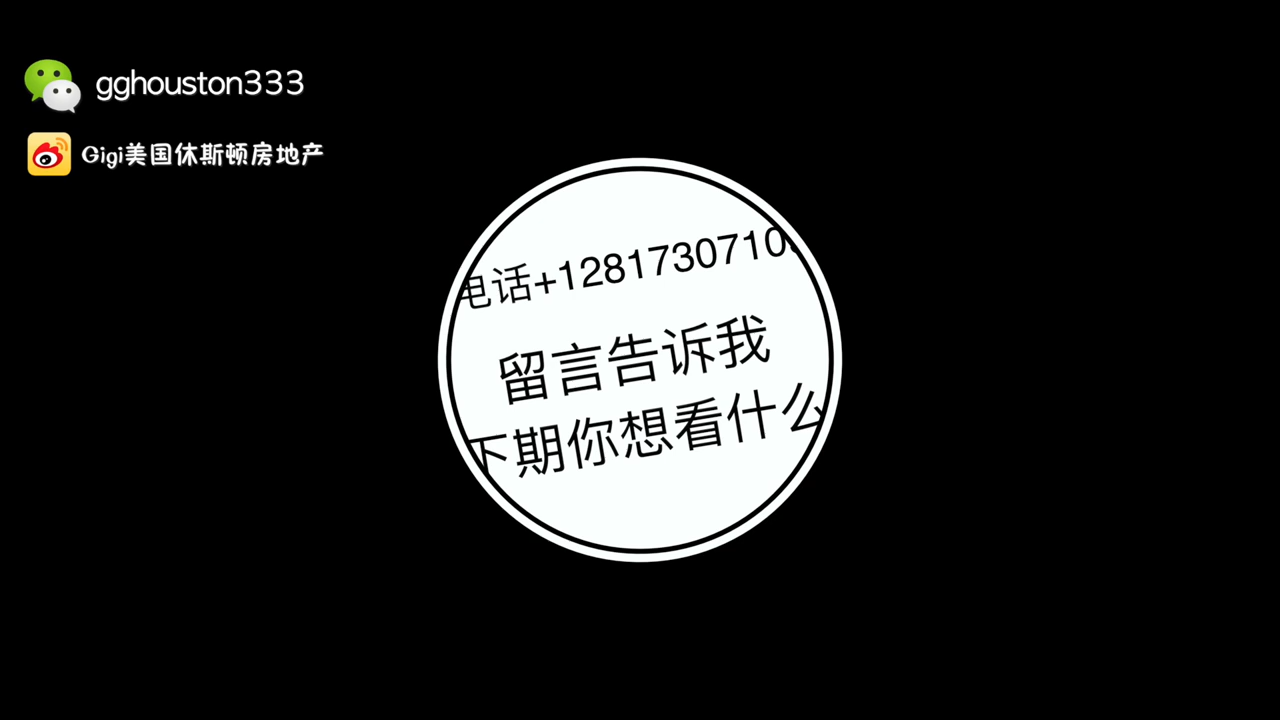 gghouston333
Gigi美国休斯顿房地产
电话+1281730710
留言告诉我
下期你想看什么